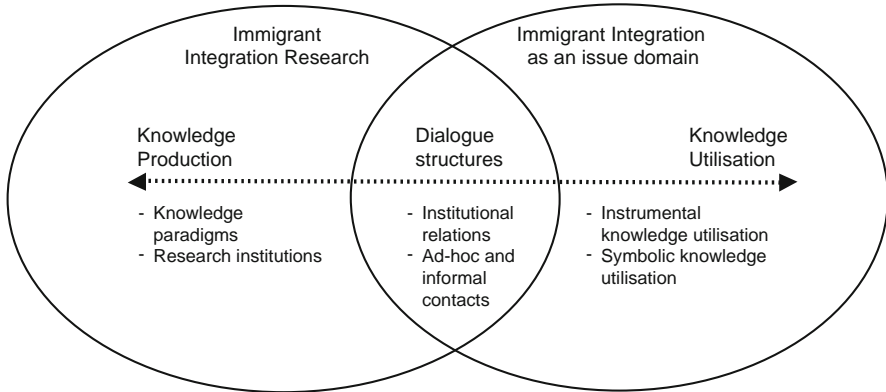 Immigrant
Integration Research
Immigrant Integration
as an issue domain
Knowledge
Production
Dialogue
structures
Knowledge
Utilisation
- Knowledge
paradigms
- Research institutions
- Institutional
relations
- Ad-hoc and
informal
contacts
- Instrumental
knowledge utilisation
- Symbolic knowledge
utilisation